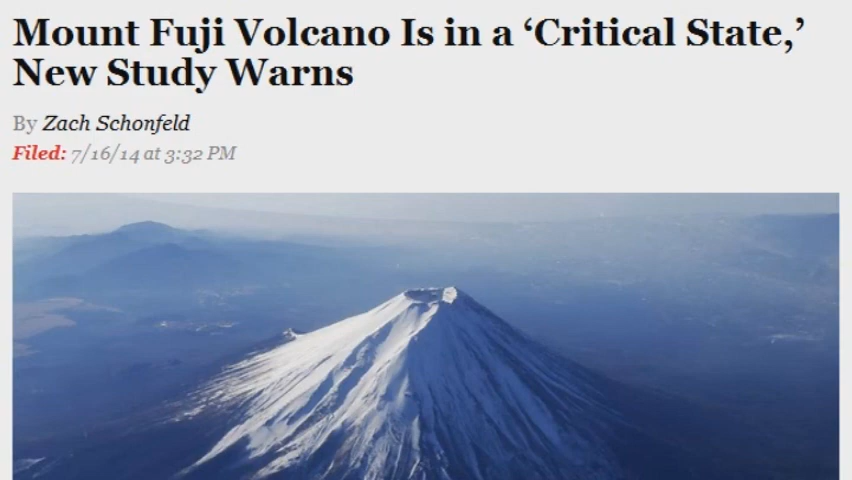 Mount Fuji Volcano Is in a ‘Critical State,’
New Study Warns
By Zach Schonfeld
Filed: 7/16/14 at 3:32 PM